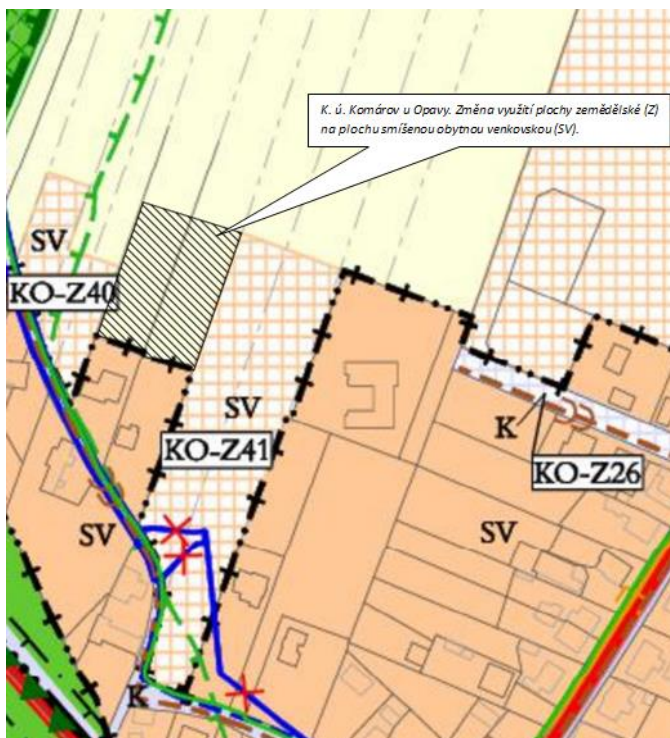 K. ú. Komárov u Opavy. Změna využití plochy zemědělské (Z)
na plochu smíšenou obytnou venkovskou (SV).
SV
KO-Z40
SV
KO-Z41
K
KO-Z26
SV
SV
K